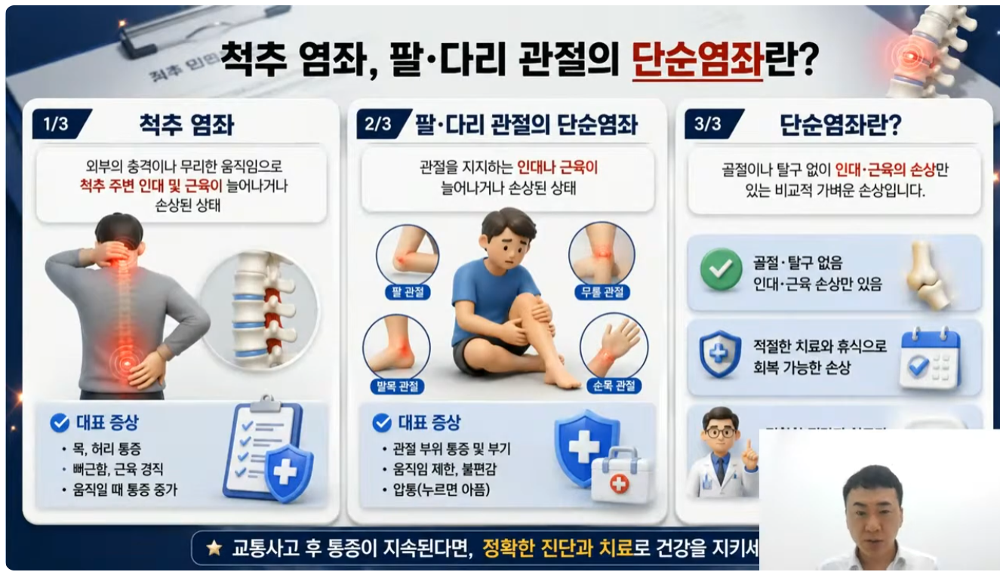 척추 염좌, 팔·다리 관절의 단순염좌란?
1/3 척추 염좌
외부의 충격이나 무리한 움직임으로
척추 주변 인대 및 근육이 늘어나거나
손상된 상태
대표 증상
• 목, 허리 통증
• 뻐근함, 근육 경직
• 움직일 때 통증 증가
2/3 팔·다리 관절의 단순염좌
관절을 지지하는 인대나 근육이
늘어나거나 손상된 상태
팔 관절
무릎 관절
발목 관절
손목 관절
대표 증상
• 관절 부위 통증 및 부기
• 움직임 제한, 불편감
• 압통(누르면 아픔)
3/3 단순염좌란?
골절이나 탈구 없이 인대·근육의 손상만
있는 비교적 가벼운 손상입니다.
골절·탈구 없음
인대·근육 손상만 있음
적절한 치료와 휴식으로
회복 가능한 손상
교통사고 후 통증이 지속된다면, 정확한 진단과 치료로 건강을 지키세